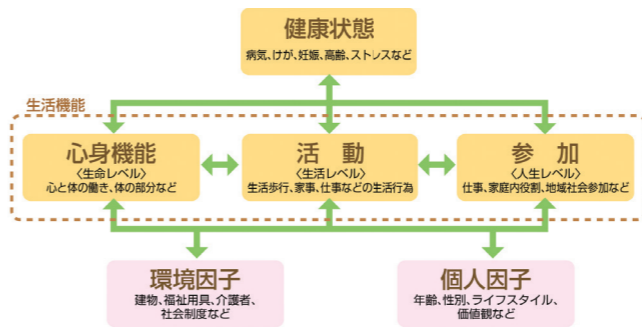 健康状態
病気、けが、妊娠、高齢、ストレスなど
生活機能
心身機能
〈生命レベル〉
心と体の働き、体の部分など
活 動
〈生活レベル〉
生活歩行、家事、仕事などの生活行為
参 加
〈人生レベル〉
仕事、家庭内役割、地域社会参加など
環境因子
建物、福祉用具、介護者、
社会制度など
個人因子
年齢、性別、ライフスタイル、
価値観など